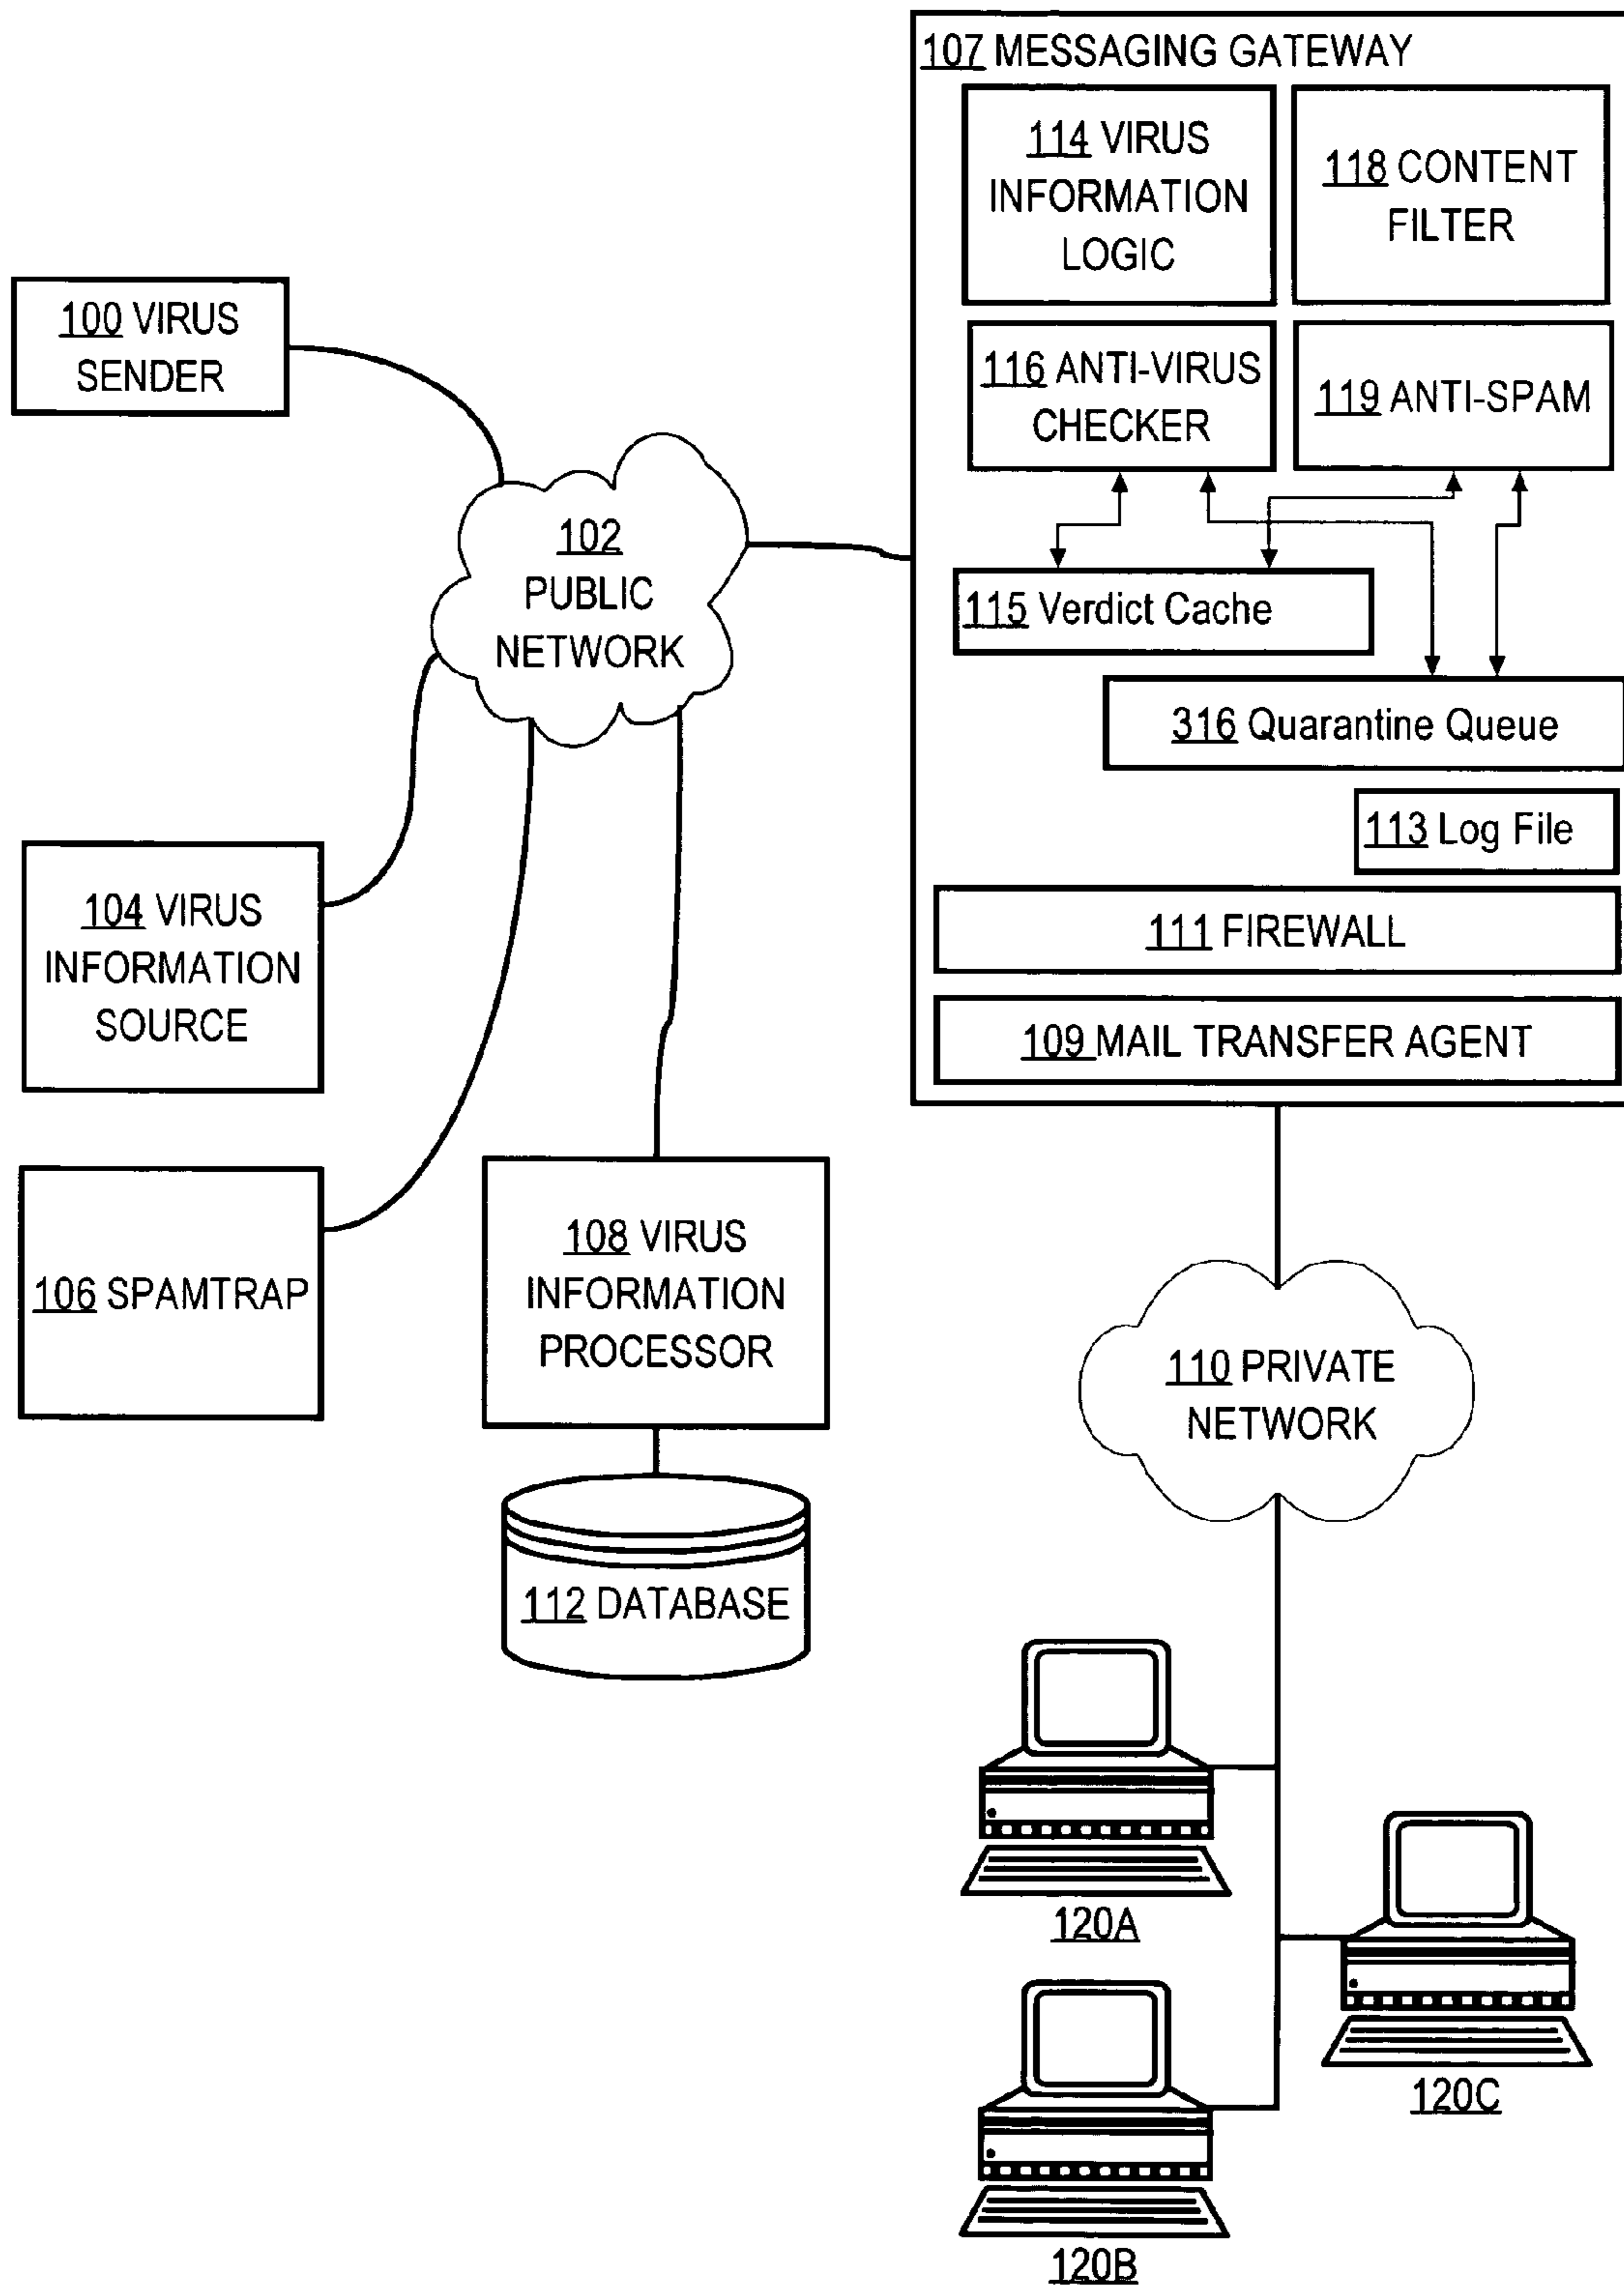 107 MESSAGING GATEWAY
114 VIRUS
INFORMATION
LOGIC
118 CONTENT
FILTER
100 VIRUS
SENDER
116 ANTI-VIRUS
CHECKER
119 ANTI-SPAM
102
PUBLIC
NETWORK
115 Verdict Cache
316 Quarantine Queue
113 Log File
104 VIRUS
INFORMATION
SOURCE
111 FIREWALL
109 MAIL TRANSFER AGENT
106 SPAMTRAP
108 VIRUS
INFORMATION
PROCESSOR
110 PRIVATE
NETWORK
112 DATABASE
120A
120C
120B